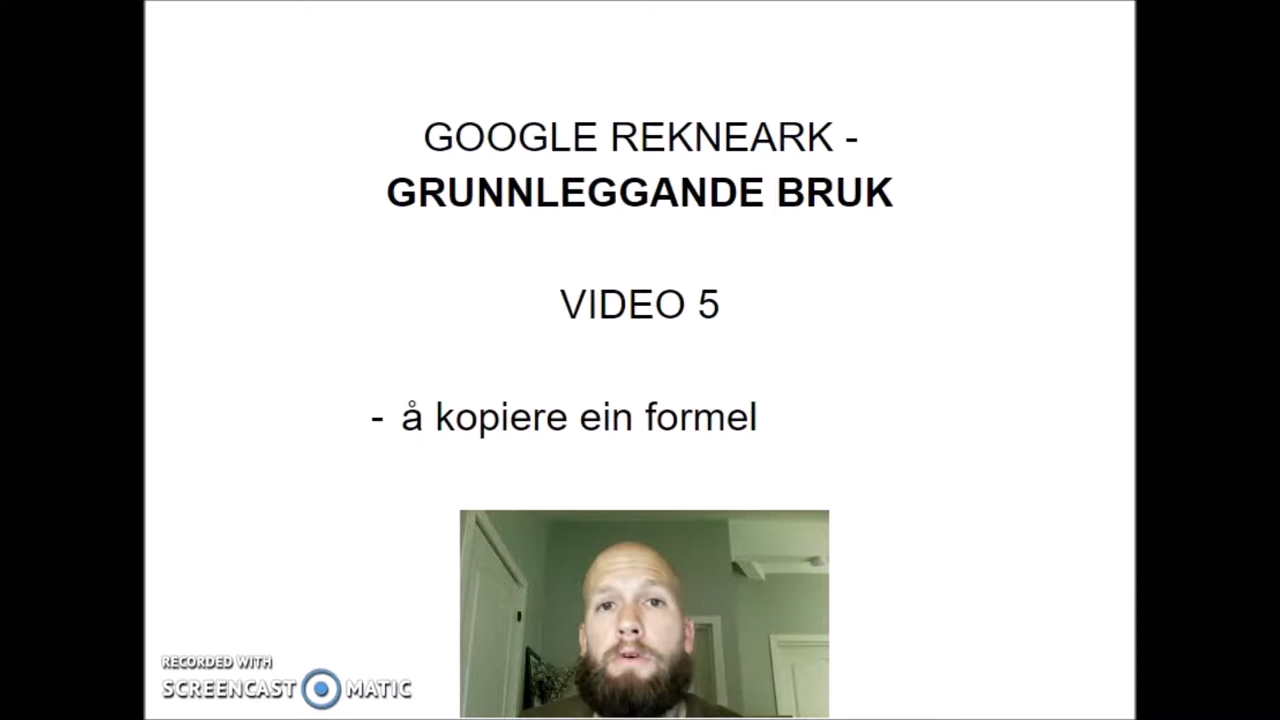 GOOGLE REKNEARK -
GRUNNLEGGANDE BRUK
VIDEO 5
- å kopiere ein formel
RECORDED WITH
SCREENCAST MATIC